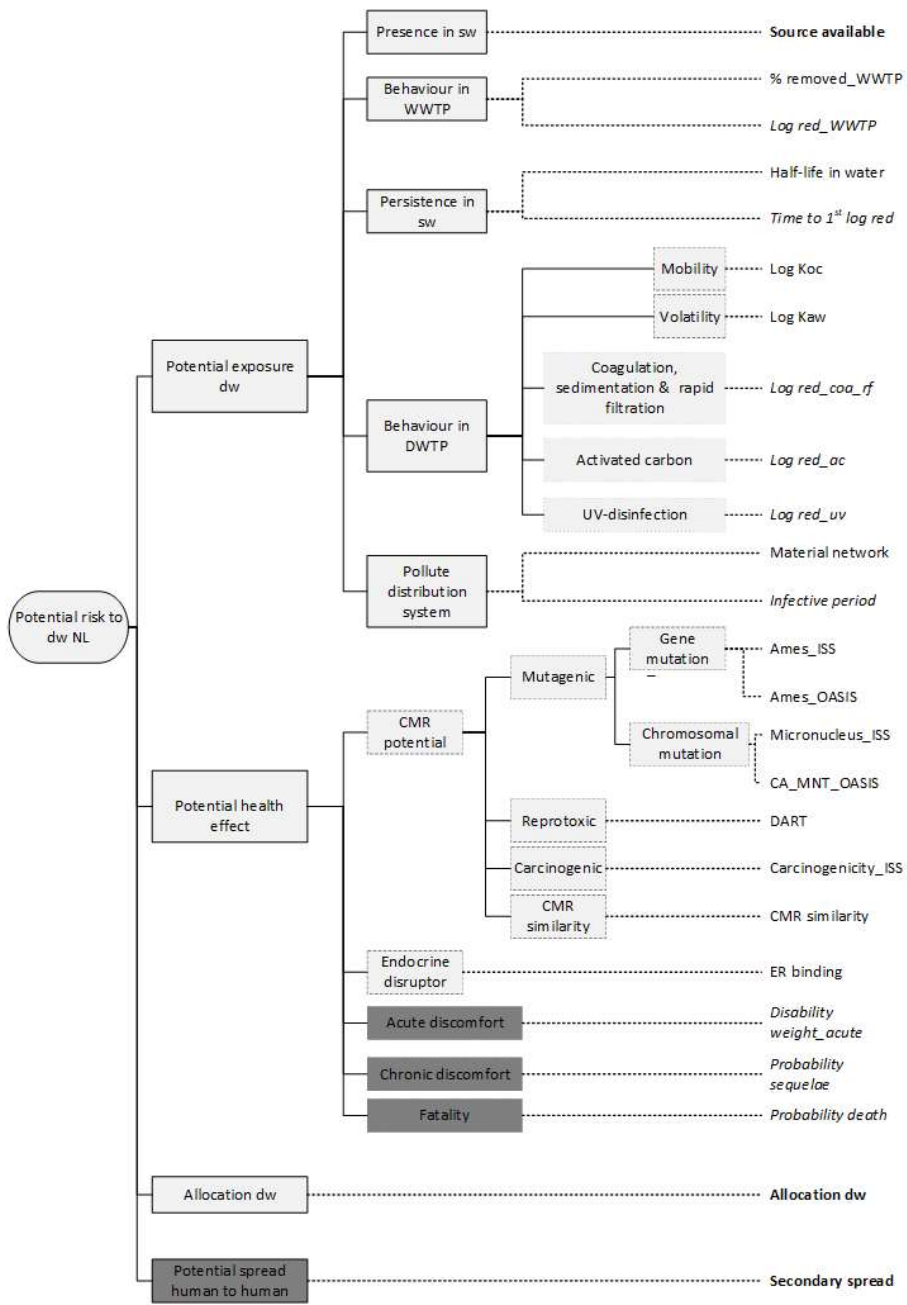 Presence in sw
Source available
Behaviour in
WWTP
% removed_WWTP
Log red_WWTP
Persistence in
sw
Half-life in water
Time to 1st log red
Mobility
Log Koc
Volatility
Log Kaw
Potential exposure
dw
Coagulation,
sedimentation & rapid
filtration
Log red_coa_rf
Behaviour in
DWTP
Activated carbon
Log red_ac
UV-disinfection
Log red_uv
Pollute
distribution
system
Material network
Infective period
Potential risk to
dw NL
Gene
mutation
Ames_ISS
Mutagenic
Ames_OASIS
CMR
potential
Chromosomal
mutation
Micronucleus_ISS
CA_MNT_OASIS
Potential health
effect
Reprotoxic
DART
Carcinogenic
Carcinogenicity_ISS
CMR
similarity
CMR similarity
Endocrine
disruptor
ER binding
Acute discomfort
Disability
weight_acute
Chronic discomfort
Probability
sequelae
Fatality
Probability death
Allocation dw
Allocation dw
Potential spread
human to human
Secondary spread